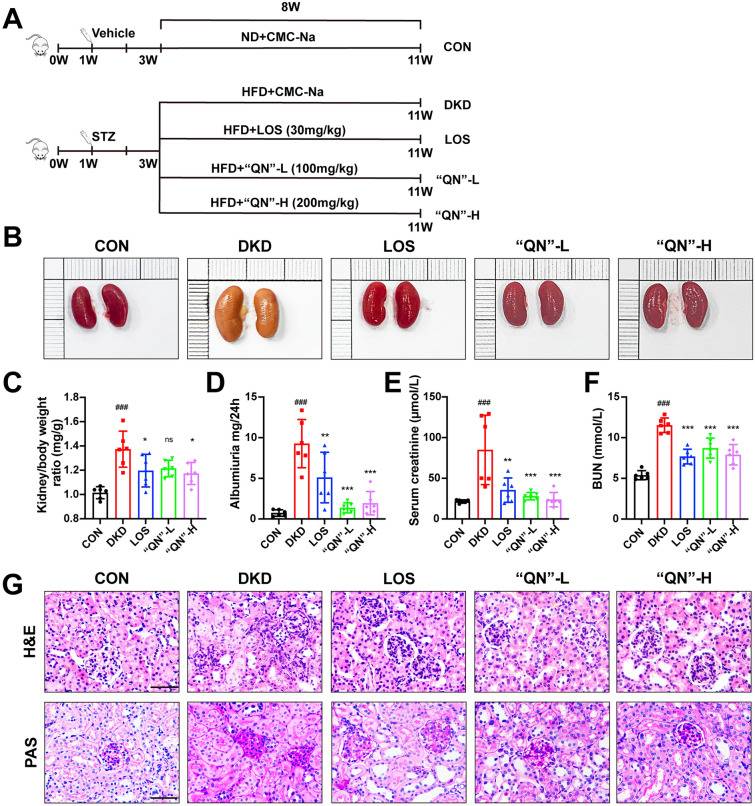 A
8W
Vehicle
ND+CMC-Na
CON
0W 1W 3W 11W
HFD+CMC-Na
DKD
11W
STZ
HFD+LOS (30mg/kg)
LOS
0W 1W 3W 11W
HFD+“QN”-L (100mg/kg)
“QN”-L
11W
HFD+“QN”-H (200mg/kg)
“QN”-H
11W
B
CON DKD LOS “QN”-L “QN”-H
C
Kidney/body weight
ratio (mg/g)
1.8
1.6
1.4
1.2
1.0
0.8
###
*
ns
*
CON DKD LOS “QN”-L “QN”-H
D
Albumiuria mg/24h
15
10
5
0
###
**
***
***
CON DKD LOS “QN”-L “QN”-H
E
Serum creatinine (μmol/L)
150
100
50
0
###
**
***
***
CON DKD LOS “QN”-L “QN”-H
F
BUN (mmol/L)
15
10
5
0
###
***
***
***
CON DKD LOS “QN”-L “QN”-H
G
CON DKD LOS “QN”-L “QN”-H
H&E
PAS